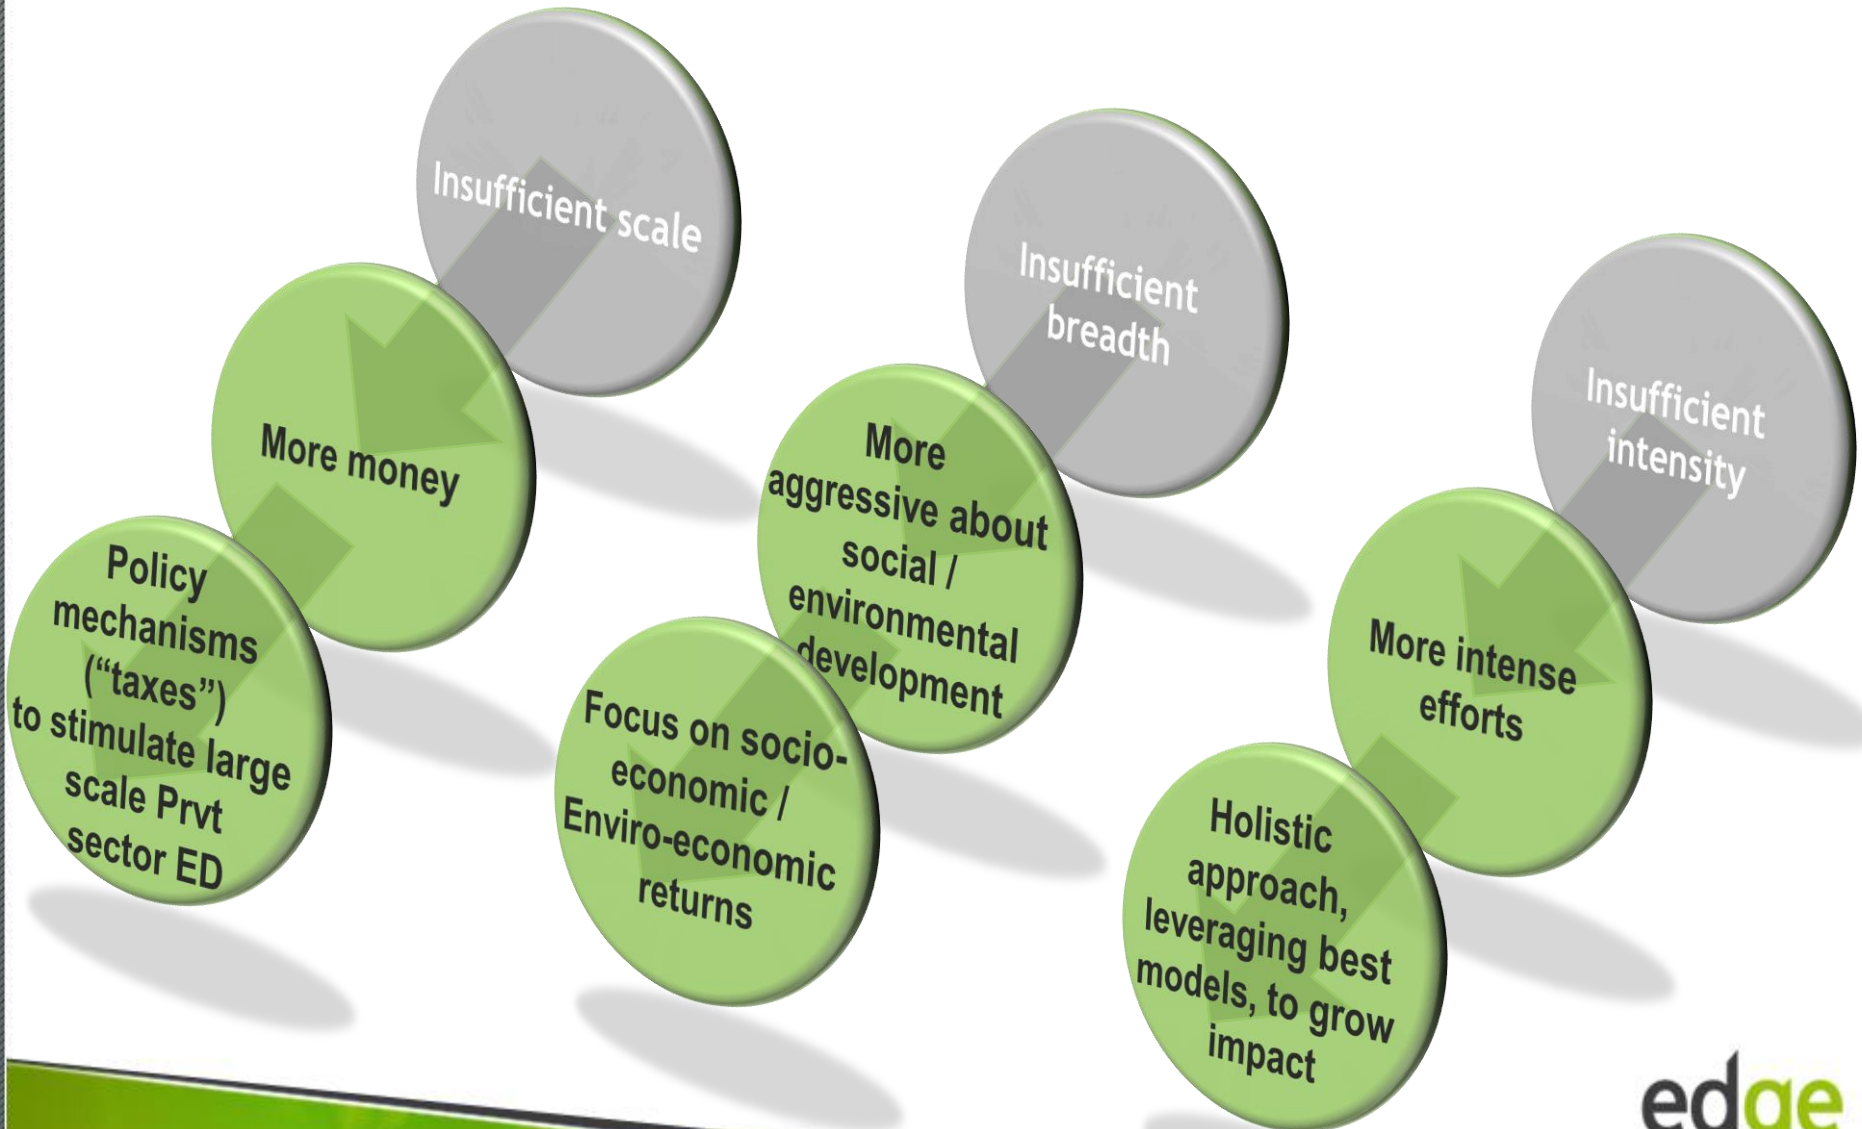 Insufficient scale
More money
Policy
mechanisms
(“taxes”)
to stimulate large
scale Prvt
sector ED
Insufficient
breadth
More
aggressive about
social /
environmental
development
Focus on socio-
economic /
Enviro-economic
returns
Insufficient
intensity
More intense
efforts
Holistic
approach,
leveraging best
models, to grow
impact
edge